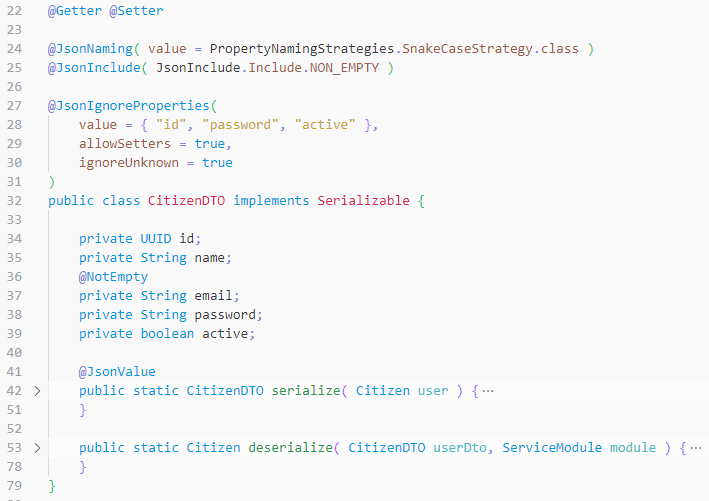 22 @Getter @Setter
23
24 @JsonNaming( value = PropertyNamingStrategies.SnakeCaseStrategy.class )
25 @JsonInclude( JsonInclude.Include.NON_EMPTY )
26
27 @JsonIgnoreProperties(
28     value = { "id", "password", "active" },
29     allowSetters = true,
30     ignoreUnknown = true
31 )
32 public class CitizenDTO implements Serializable {
33
34     private UUID id;
35     private String name;
36     @NotEmpty
37     private String email;
38     private String password;
39     private boolean active;
40
41     @JsonValue
42 >     public static CitizenDTO serialize( Citizen user ) { ···
51     }
52
53 >     public static Citizen deserialize( CitizenDTO userDto, ServiceModule module ) { ···
78     }
79 }